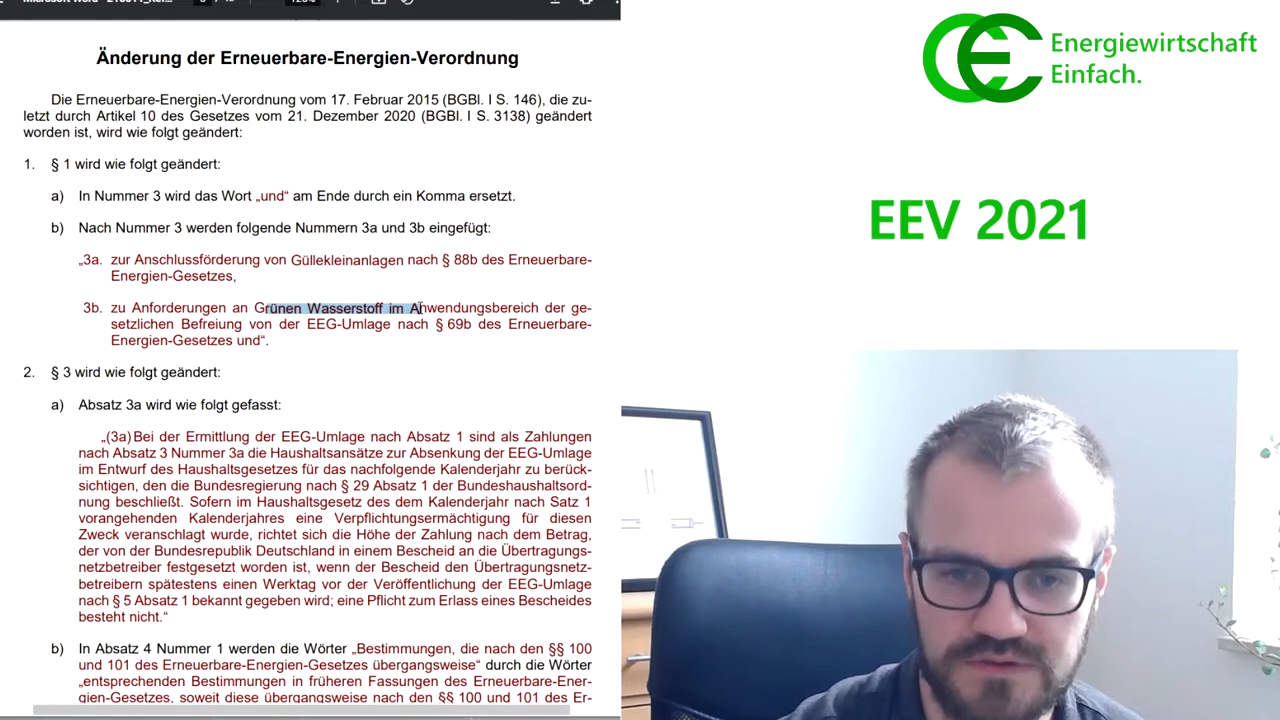 Änderung der Erneuerbare-Energien-Verordnung
Die Erneuerbare-Energien-Verordnung vom 17. Februar 2015 (BGBl. I S. 146), die zu-
letzt durch Artikel 10 des Gesetzes vom 21. Dezember 2020 (BGBl. I S. 3138) geändert
worden ist, wird wie folgt geändert:
1. § 1 wird wie folgt geändert:
a) In Nummer 3 wird das Wort „und“ am Ende durch ein Komma ersetzt.
b) Nach Nummer 3 werden folgende Nummern 3a und 3b eingefügt:
„3a. zur Anschlussförderung von Güllekleinanlagen nach § 88b des Erneuerbare-
Energien-Gesetzes,
3b. zu Anforderungen an Grünen Wasserstoff im Anwendungsbereich der ge-
setzlichen Befreiung von der EEG-Umlage nach § 69b des Erneuerbare-
Energien-Gesetzes und“.
2. § 3 wird wie folgt geändert:
a) Absatz 3a wird wie folgt gefasst:
„(3a) Bei der Ermittlung der EEG-Umlage nach Absatz 1 sind als Zahlungen
nach Absatz 3 Nummer 3a die Haushaltsansätze zur Absenkung der EEG-Umlage
im Entwurf des Haushaltsgesetzes für das nachfolgende Kalenderjahr zu berück-
sichtigen, den die Bundesregierung nach § 29 Absatz 1 der Bundeshaushaltsord-
nung beschließt. Sofern im Haushaltsgesetz des dem Kalenderjahr nach Satz 1
vorangehenden Kalenderjahres eine Verpflichtungsermächtigung für diesen
Zweck veranschlagt wurde, richtet sich die Höhe der Zahlung nach dem Betrag,
der von der Bundesrepublik Deutschland in einem Bescheid an die Übertragungs-
netzbetreiber festgesetzt worden ist, wenn der Bescheid den Übertragungsnetz-
betreibern spätestens einen Werktag vor der Veröffentlichung der EEG-Umlage
nach § 5 Absatz 1 bekannt gegeben wird; eine Pflicht zum Erlass eines Bescheides
besteht nicht.“
b) In Absatz 4 Nummer 1 werden die Wörter „Bestimmungen, die nach den §§ 100
und 101 des Erneuerbare-Energien-Gesetzes übergangsweise“ durch die Wörter
„entsprechenden Bestimmungen in früheren Fassungen des Erneuerbare-Ener-
gien-Gesetzes, soweit diese übergangsweise nach den §§ 100 und 101 des Er-
Energiewirtschaft
Einfach.
EEV 2021